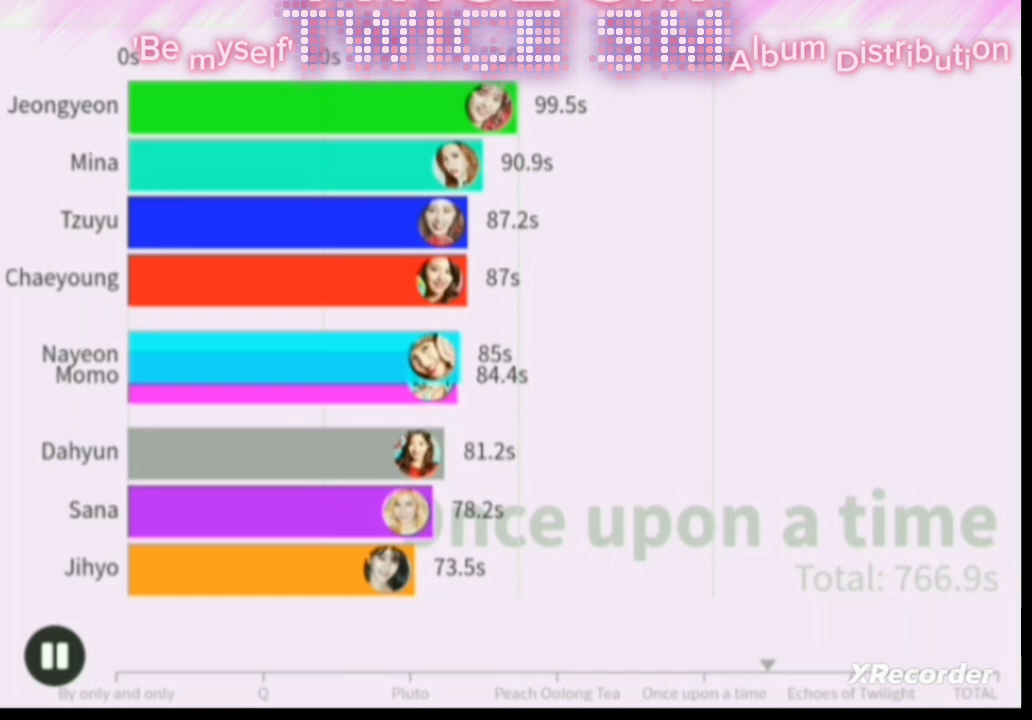 TWICE SM
'Be myself' Album Distribution
0s
Jeongyeon 99.5s
Mina 90.9s
Tzuyu 87.2s
Chaeyoung 87s
Nayeon 85s
Momo 84.4s
Dahyun 81.2s
Sana 78.2s
Once upon a time
Jihyo 73.5s
Total: 766.9s
XRecorder
By only and only Q Pluto Peach Oolong Tea Once upon a time Echoes of Twilight TOTAL